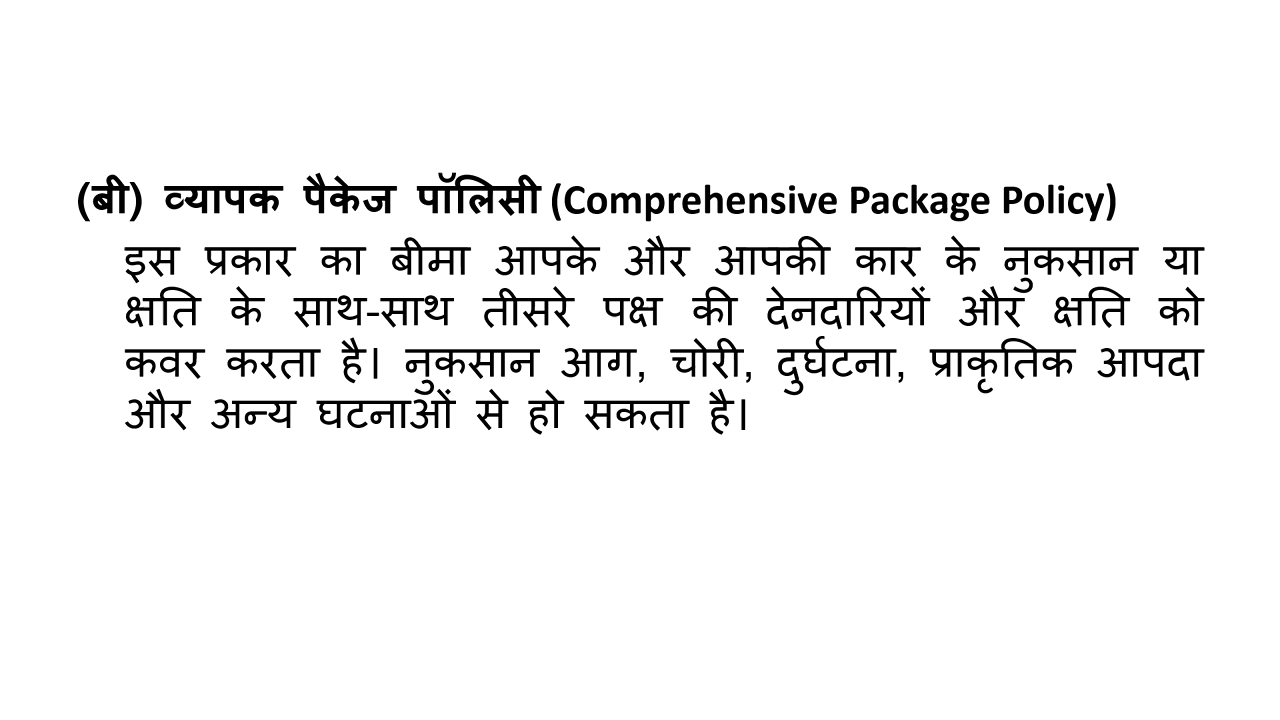 (बी) व्यापक पैकेज पॉलिसी (Comprehensive Package Policy)
इस प्रकार का बीमा आपके और आपकी कार के नुकसान या
क्षति के साथ-साथ तीसरे पक्ष की देनदारियों और क्षति को
कवर करता है। नुकसान आग, चोरी, दुर्घटना, प्राकृतिक आपदा
और अन्य घटनाओं से हो सकता है।